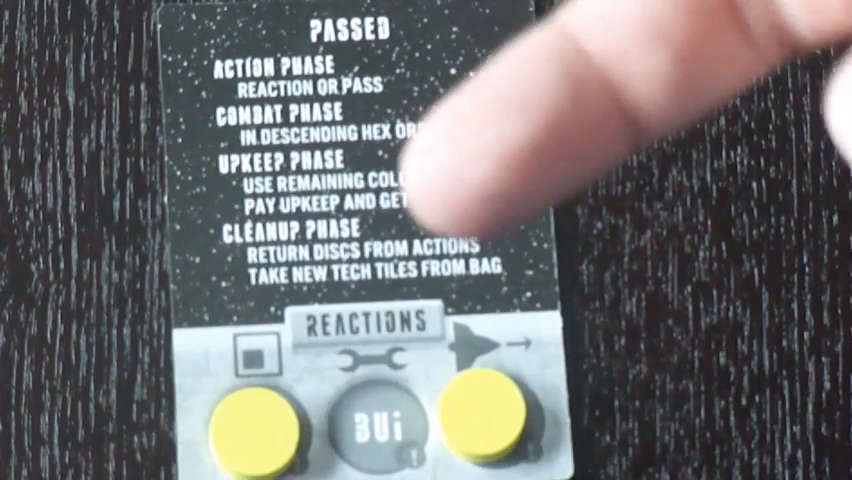 PASSED
ACTION PHASE
REACTION OR PASS
COMBAT PHASE
IN DESCENDING HEX
UPKEEP PHASE
USE REMAINING
PAY UPKEEP AND GET
CLEANUP PHASE
RETURN DISCS FROM ACTIONS
TAKE NEW TECH TILES FROM BAG
REACTIONS
BUi
1